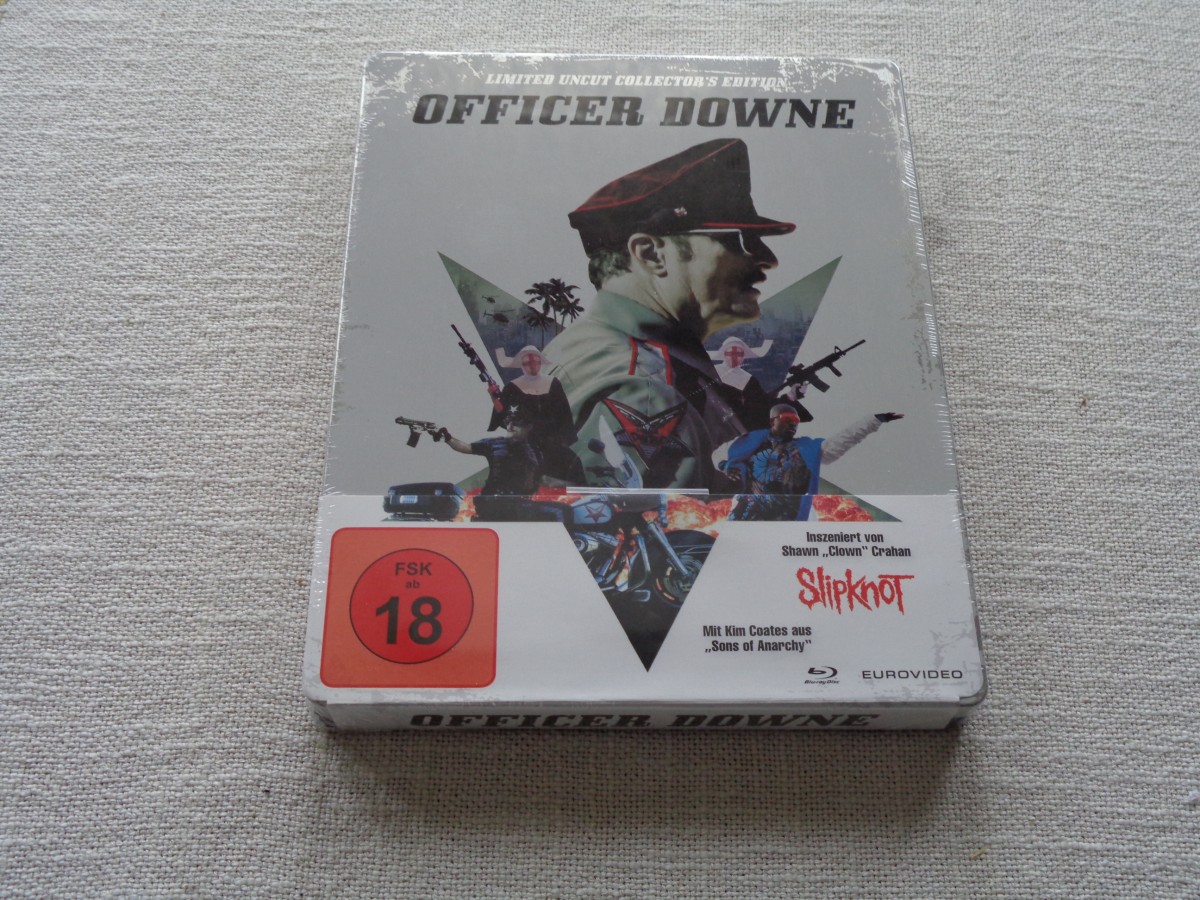 LIMITED UNCUT COLLECTOR'S EDITION
OFFICER DOWNE
FSK
ab
18
Inszeniert von
Shawn „Clown" Crahan
Slipknot
Mit Kim Coates aus
„Sons of Anarchy"
Blu-ray Disc
EUROVIDEO
OFFICER DOWNE